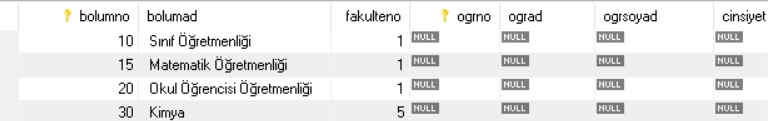 bolumno bolumad fakulteno ogrno ograd ogrsoyad cinsiyet
10 Sınıf Öğretmenliği 1 NULL NULL NULL NULL
15 Matematik Öğretmenliği 1 NULL NULL NULL NULL
20 Okul Öğrencisi Öğretmenliği 1 NULL NULL NULL NULL
30 Kimya 5 NULL NULL NULL NULL